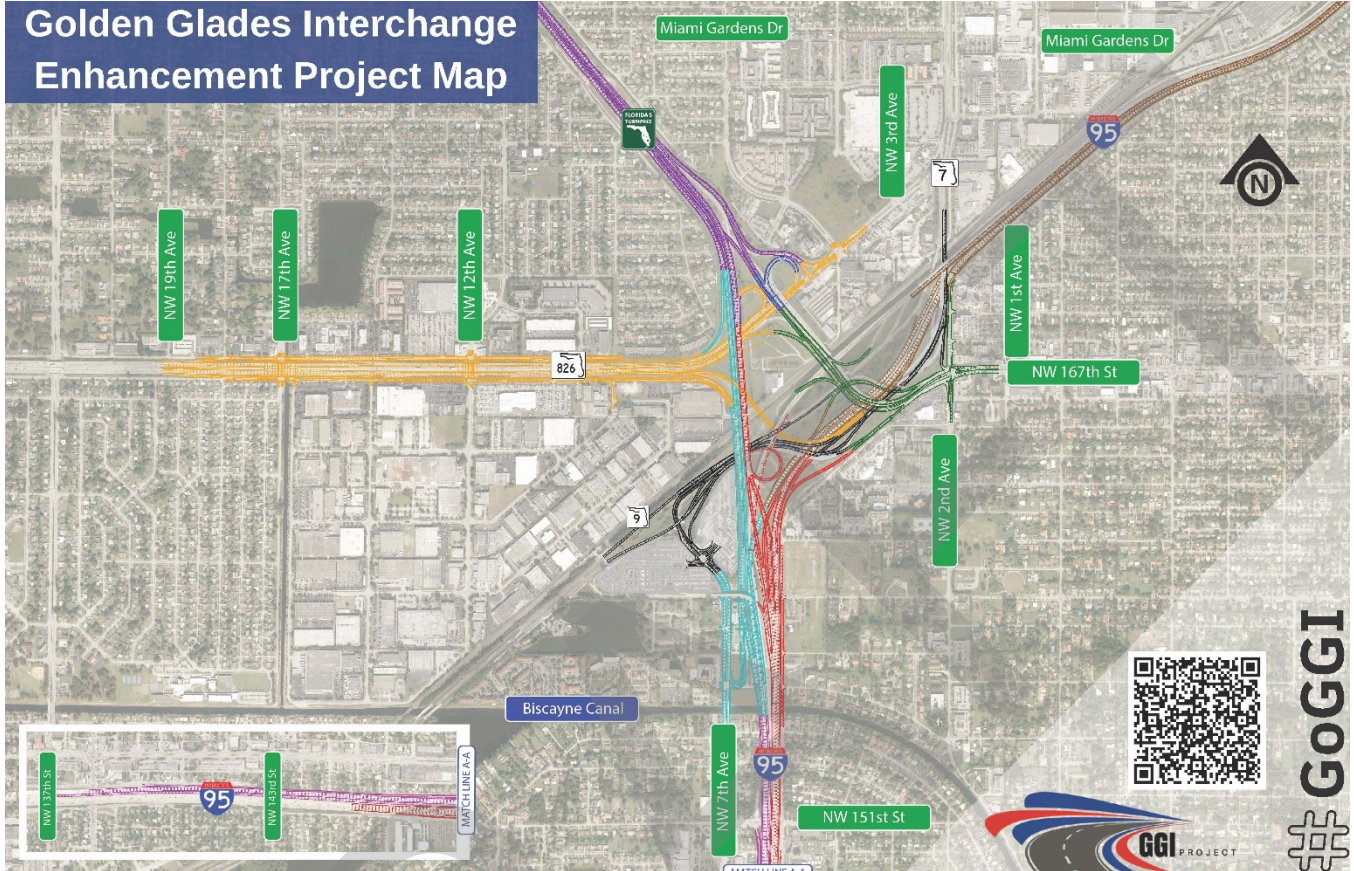 Golden Glades Interchange
Enhancement Project Map
Miami Gardens Dr
Miami Gardens Dr
FLORIDA'S
TURNPIKE
NW 3rd Ave
7
95
N
NW 19th Ave
NW 17th Ave
NW 12th Ave
NW 1st Ave
826
NW 167th St
9
NW 2nd Ave
Biscayne Canal
NW 7th Ave
95
NW 151st St
MATCH LINE A-A
NW 137th St
95
NW 143rd St
MATCH LINE A-A
GGI PROJECT
#GoGGI